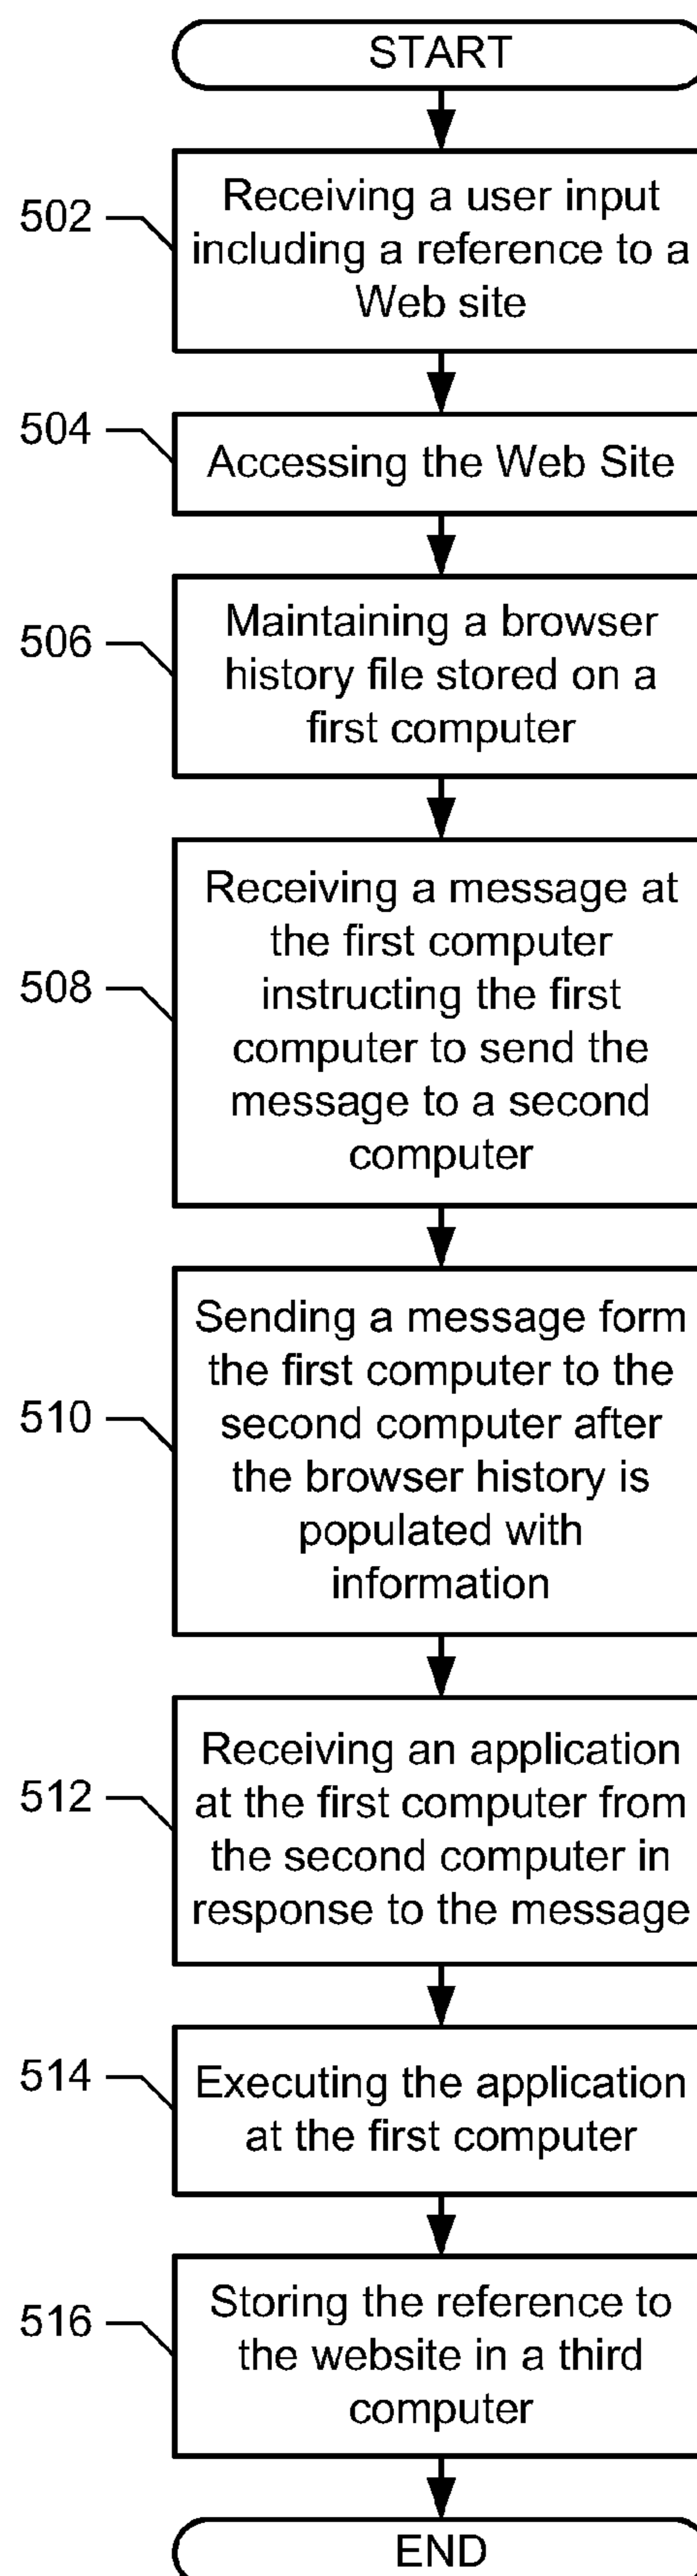 START
502
Receiving a user input
including a reference to a
Web site
504
Accessing the Web Site
506
Maintaining a browser
history file stored on a
first computer
508
Receiving a message at
the first computer
instructing the first
computer to send the
message to a second
computer
510
Sending a message form
the first computer to the
second computer after
the browser history is
populated with
information
512
Receiving an application
at the first computer from
the second computer in
response to the message
514
Executing the application
at the first computer
516
Storing the reference to
the website in a third
computer
END